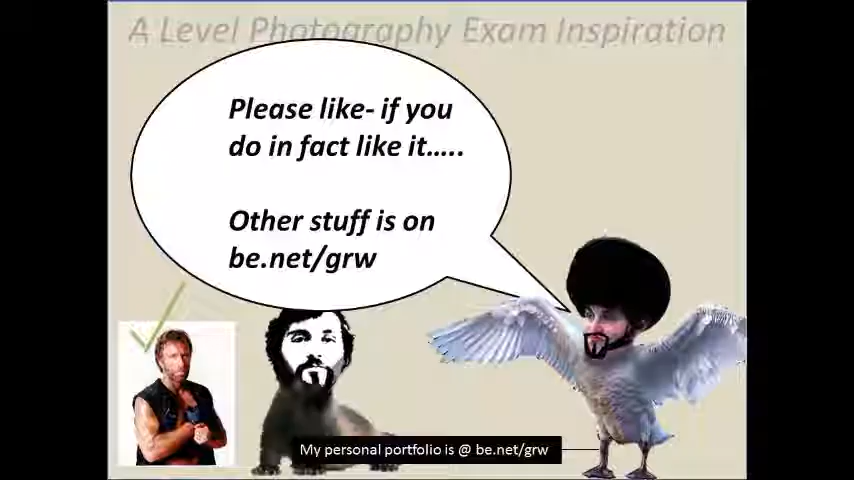 A Level Photography Exam Inspiration
Please like- if you
do in fact like it.....
Other stuff is on
be.net/grw
My personal portfolio is @ be.net/grw